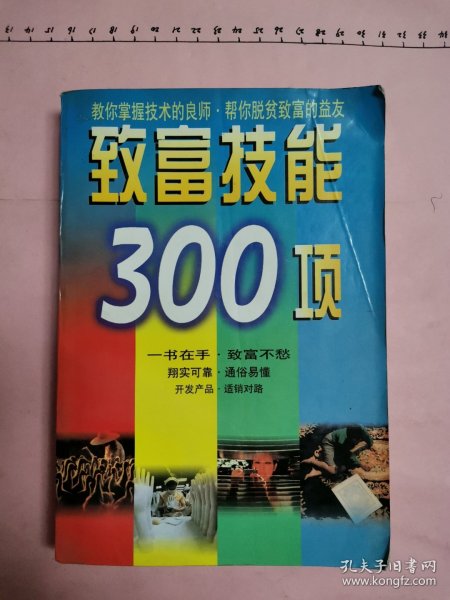 教你掌握技术的良师·帮你脱贫致富的益友
致富技能
300项
一书在手·致富不愁
翔实可靠·通俗易懂
开发产品·适销对路
孔夫子旧书网
www.kongfz.com